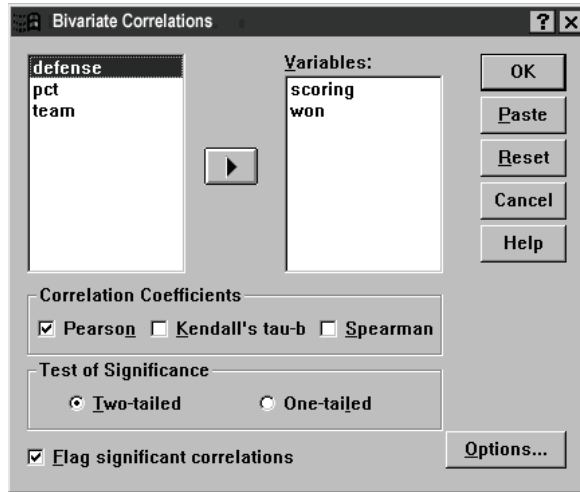 Bivariate Correlations
? ×
defense
pct
team
Variables:
scoring
won
OK
Paste
Reset
Cancel
Help
Correlation Coefficients
Pearson Kendall's tau-b Spearman
Test of Significance
Two-tailed One-tailed
Flag significant correlations
Options...